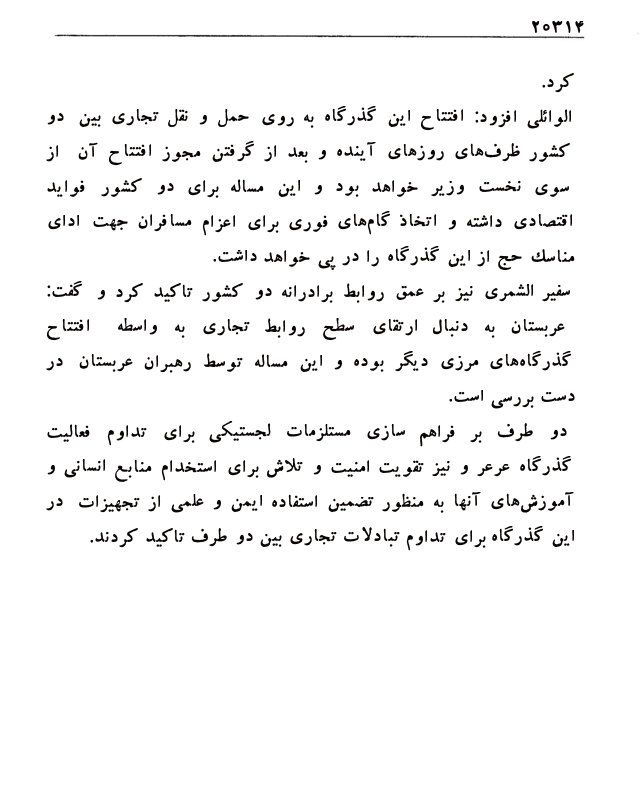 ۲۰۳۱۴
کرد.
الوائلی افزود: افتتاح این گذرگاه به روی حمل و نقل تجاری بین دو
کشور ظرف‌های روزهای آینده و بعد از گرفتن مجوز افتتاح آن از
سوی نخست وزیر خواهد بود و این مساله برای دو کشور فواید
اقتصادی داشته و اتخاذ گام‌های فوری برای اعزام مسافران جهت ادای
مناسك حج از این گذرگاه را در پی خواهد داشت.
سفیر الشمری نیز بر عمق روابط برادرانه دو کشور تاکید کرد و گفت:
عربستان به دنبال ارتقای سطح روابط تجاری به واسطه افتتاح
گذرگاه‌های مرزی دیگر بوده و این مساله توسط رهبران عربستان در
دست بررسی است.
دو طرف بر فراهم سازی مستلزمات لجستیکی برای تداوم فعالیت
گذرگاه عرعر و نیز تقویت امنیت و تلاش برای استخدام منابع انسانی و
آموزش‌های آنها به منظور تضمین استفاده ایمن و علمی از تجهیزات در
این گذرگاه برای تداوم تبادلات تجاری بین دو طرف تاکید کردند.